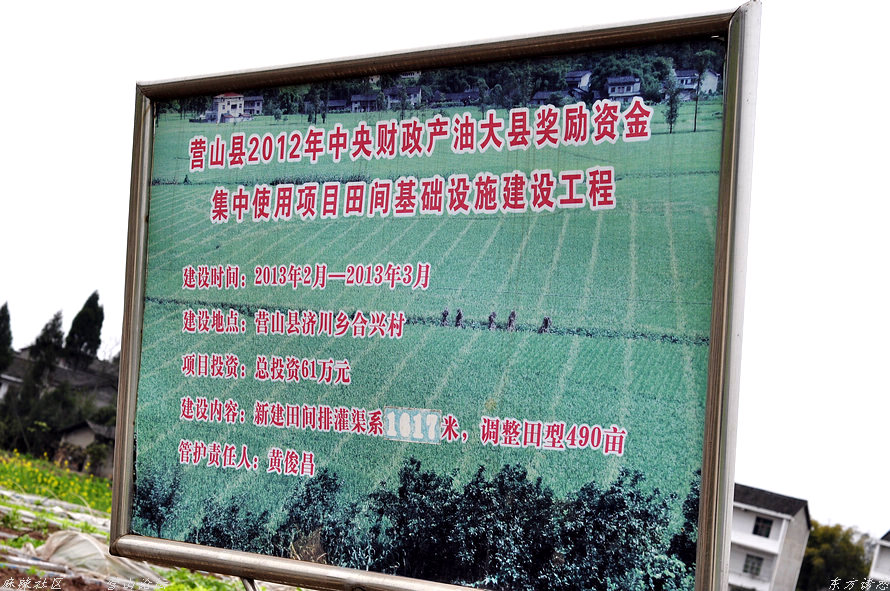 营山县2012年中央财政产油大县奖励资金
集中使用项目田间基础设施建设工程
建设时间：2013年2月—2013年3月
建设地点：营山县济川乡合兴村
项目投资：总投资61万元
建设内容：新建田间排灌渠系1017米，调整田型490亩
管护责任人：黄俊昌
麻辣社区